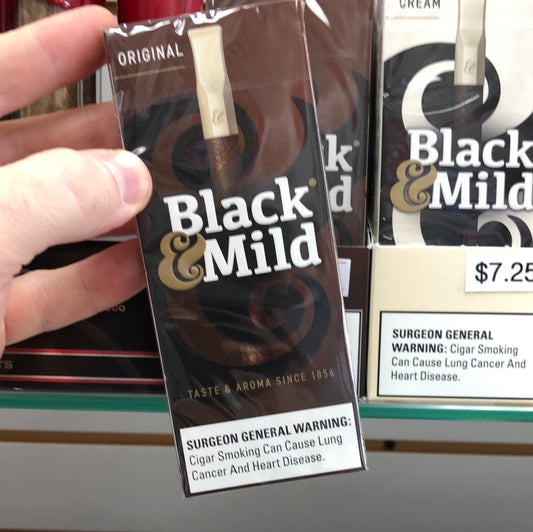 ORIGINAL
Black
& Mild
TASTE & AROMA SINCE 1856
SURGEON GENERAL WARNING:
Cigar Smoking Can Cause Lung
Cancer And Heart Disease.
k
d
CREAM
Black
& Mild
$7.25
SURGEON GENERAL
WARNING: Cigar Smoking
Can Cause Lung Cancer And
Heart Disease.